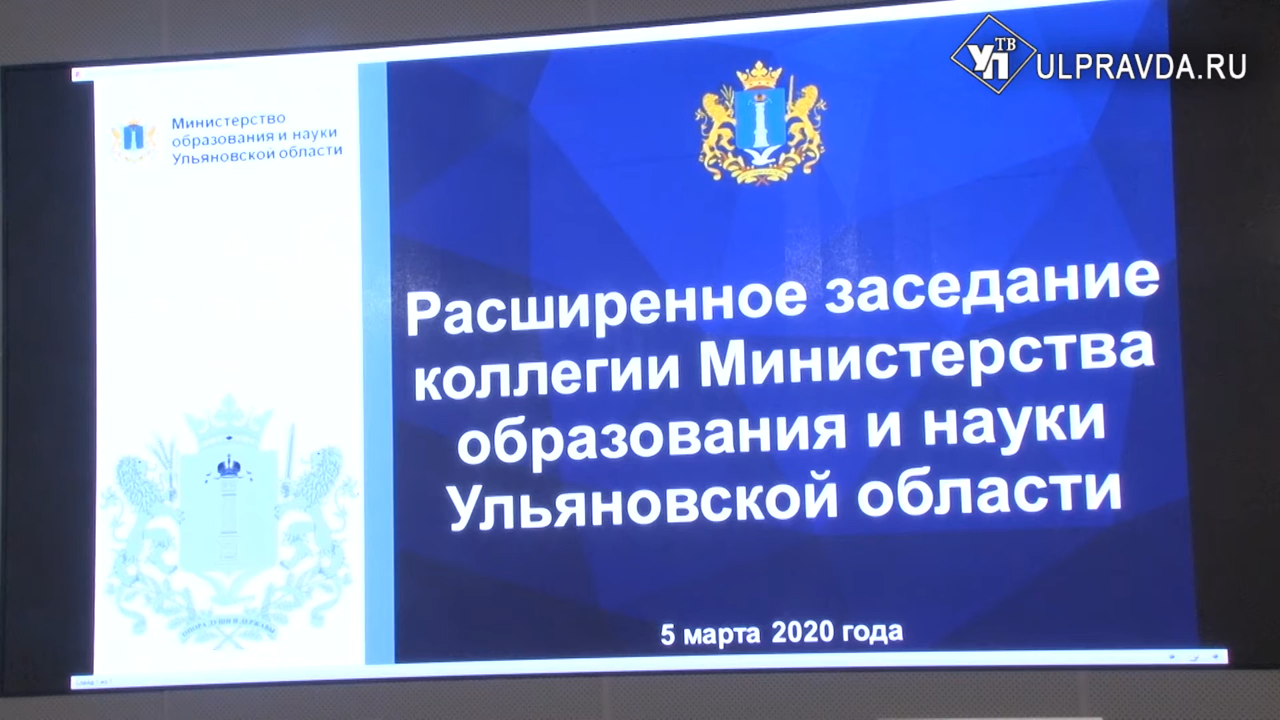 УП ТВ ULPRAVDA.RU
Министерство
образования и науки
Ульяновской области
Расширенное заседание
коллегии Министерства
образования и науки
Ульяновской области
5 марта 2020 года